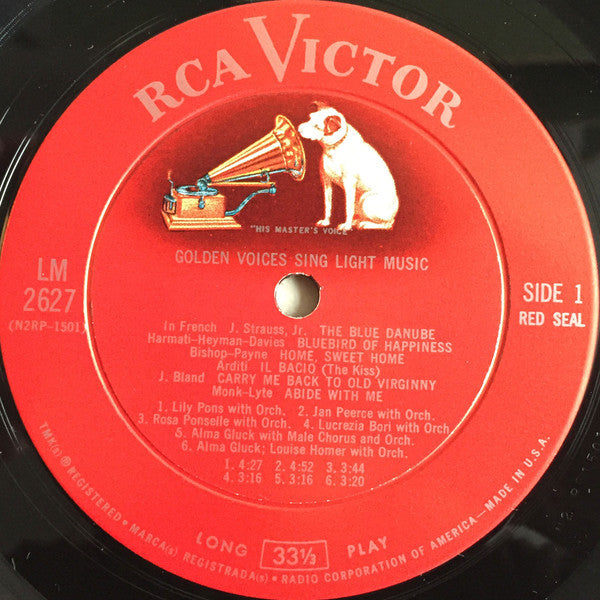 RCA VICTOR
"HIS MASTER'S VOICE"
GOLDEN VOICES SING LIGHT MUSIC
LM
2627
(N2RP-1501)
SIDE 1
RED SEAL
In French J. Strauss, Jr. THE BLUE DANUBE
Harmati-Heyman-Davies BLUEBIRD OF HAPPINESS
Bishop-Payne HOME, SWEET HOME
Arditi IL BACIO (The Kiss)
J. Bland CARRY ME BACK TO OLD VIRGINNY
Monk-Lyte ABIDE WITH ME
1. Lily Pons with Orch. 2. Jan Peerce with Orch.
3. Rosa Ponselle with Orch. 4. Lucrezia Bori with Orch.
5. Alma Gluck with Male Chorus and Orch.
6. Alma Gluck; Louise Homer with Orch.
1. 4:27 2. 4:52 3. 3:44
4. 3:16 5. 3:16 6. 3:20
LONG 33⅓ PLAY
TMK(s) ® REGISTERED • MARCA(s) REGISTRADA(s) • RADIO CORPORATION OF AMERICA—MADE IN U.S.A.